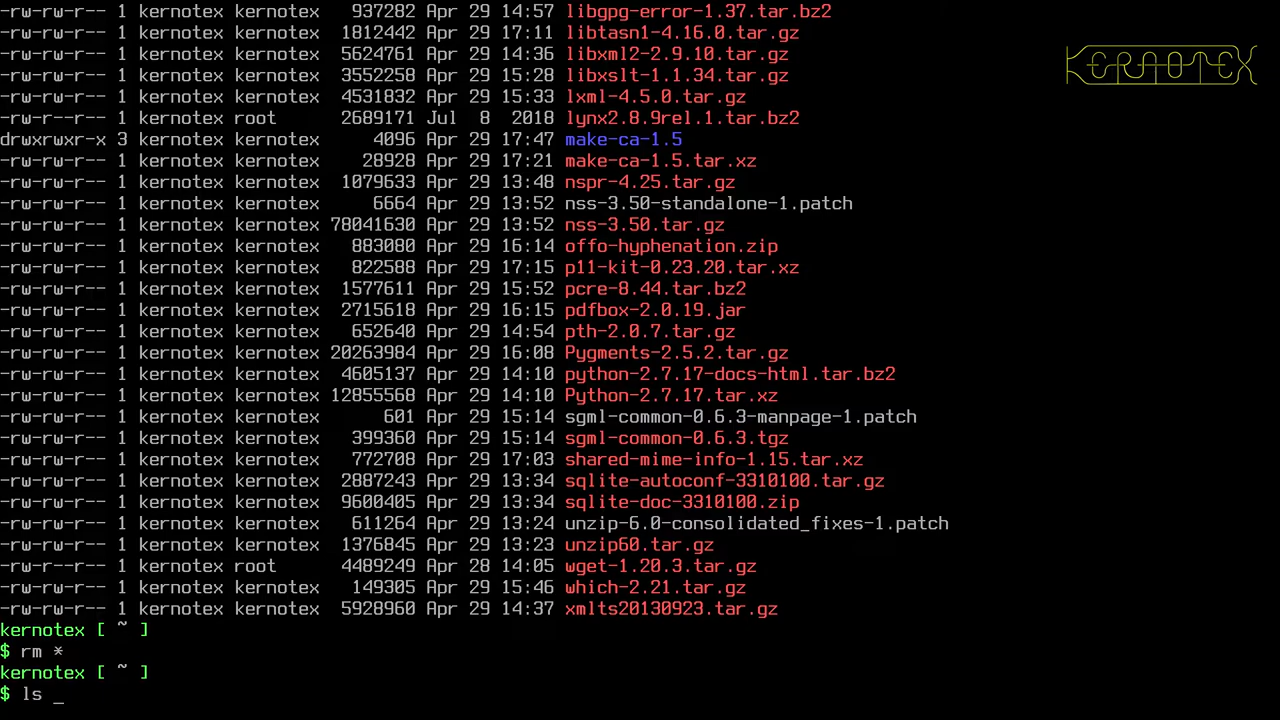 -rw-rw-r-- 1 kernotex kernotex   937282 Apr 29 14:57 libgpg-error-1.37.tar.bz2
-rw-rw-r-- 1 kernotex kernotex  1812442 Apr 29 17:11 libtasn1-4.16.0.tar.gz
-rw-rw-r-- 1 kernotex kernotex  5624761 Apr 29 14:36 libxml2-2.9.10.tar.gz
-rw-rw-r-- 1 kernotex kernotex  3552258 Apr 29 15:28 libxslt-1.1.34.tar.gz
-rw-rw-r-- 1 kernotex kernotex  4531832 Apr 29 15:33 lxml-4.5.0.tar.gz
-rw-r--r-- 1 kernotex root      2689171 Jul  8  2018 lynx2.8.9rel.1.tar.bz2
drwxrwxr-x 3 kernotex kernotex     4096 Apr 29 17:47 make-ca-1.5
-rw-rw-r-- 1 kernotex kernotex    28928 Apr 29 17:21 make-ca-1.5.tar.xz
-rw-rw-r-- 1 kernotex kernotex  1079633 Apr 29 13:48 nspr-4.25.tar.gz
-rw-rw-r-- 1 kernotex kernotex     6664 Apr 29 13:52 nss-3.50-standalone-1.patch
-rw-rw-r-- 1 kernotex kernotex 78041630 Apr 29 13:52 nss-3.50.tar.gz
-rw-rw-r-- 1 kernotex kernotex   883080 Apr 29 16:14 offo-hyphenation.zip
-rw-rw-r-- 1 kernotex kernotex   822588 Apr 29 17:15 p11-kit-0.23.20.tar.xz
-rw-rw-r-- 1 kernotex kernotex  1577611 Apr 29 15:52 pcre-8.44.tar.bz2
-rw-rw-r-- 1 kernotex kernotex  2715618 Apr 29 16:15 pdfbox-2.0.19.jar
-rw-rw-r-- 1 kernotex kernotex   652640 Apr 29 14:54 pth-2.0.7.tar.gz
-rw-rw-r-- 1 kernotex kernotex 20263984 Apr 29 16:08 Pygments-2.5.2.tar.gz
-rw-rw-r-- 1 kernotex kernotex  4605137 Apr 29 14:10 python-2.7.17-docs-html.tar.bz2
-rw-rw-r-- 1 kernotex kernotex 12855568 Apr 29 14:10 Python-2.7.17.tar.xz
-rw-rw-r-- 1 kernotex kernotex      601 Apr 29 15:14 sgml-common-0.6.3-manpage-1.patch
-rw-rw-r-- 1 kernotex kernotex   399360 Apr 29 15:14 sgml-common-0.6.3.tgz
-rw-rw-r-- 1 kernotex kernotex   772708 Apr 29 17:03 shared-mime-info-1.15.tar.xz
-rw-rw-r-- 1 kernotex kernotex  2887243 Apr 29 13:34 sqlite-autoconf-3310100.tar.gz
-rw-rw-r-- 1 kernotex kernotex  9600405 Apr 29 13:34 sqlite-doc-3310100.zip
-rw-rw-r-- 1 kernotex kernotex   611264 Apr 29 13:24 unzip-6.0-consolidated_fixes-1.patch
-rw-rw-r-- 1 kernotex kernotex  1376845 Apr 29 13:23 unzip60.tar.gz
-rw-r--r-- 1 kernotex root      4489249 Apr 28 14:05 wget-1.20.3.tar.gz
-rw-rw-r-- 1 kernotex kernotex   149305 Apr 29 15:46 which-2.21.tar.gz
-rw-rw-r-- 1 kernotex kernotex  5928960 Apr 29 14:37 xmlts20130923.tar.gz
kernotex [ ~ ]
$ rm *
kernotex [ ~ ]
$ ls _
KERNOTEX